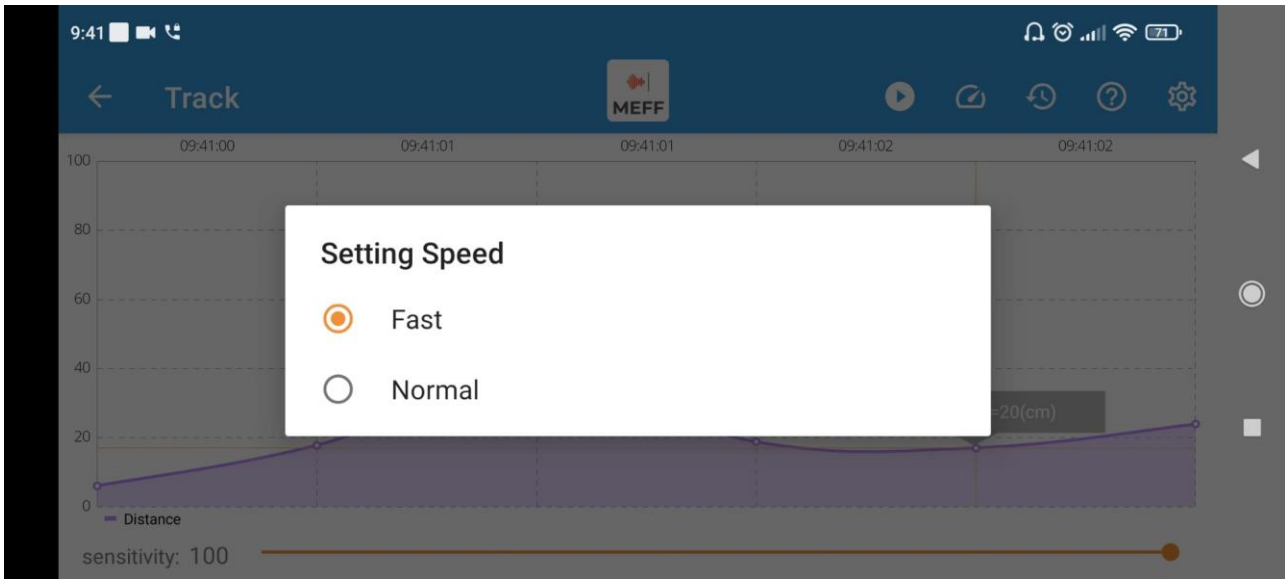 9:41
71
Track
MEFF
09:41:00 09:41:01 09:41:01 09:41:02 09:41:02
100
80
Setting Speed
60
Fast
40
Normal
=20(cm)
20
0
Distance
sensitivity: 100